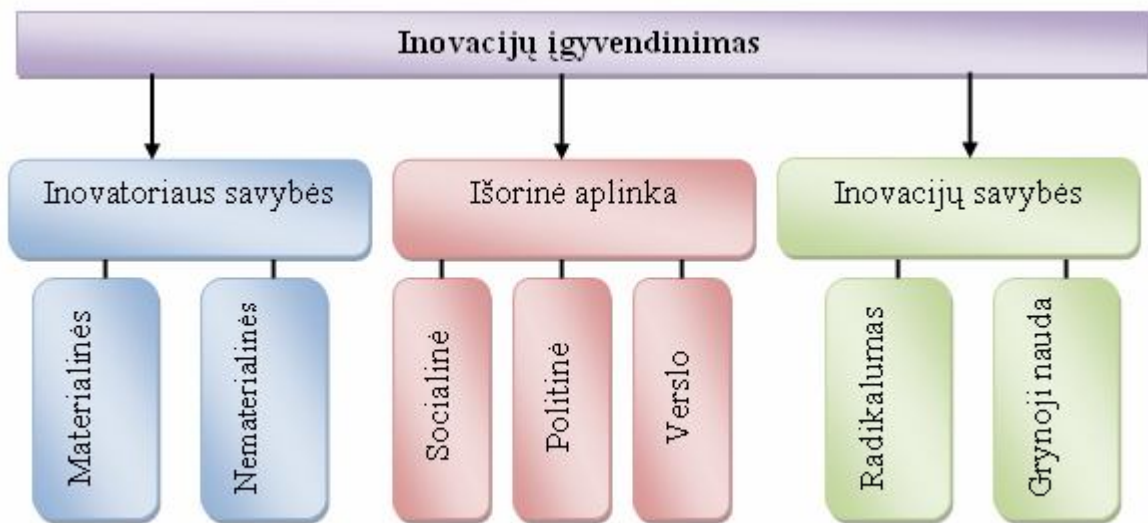 Inovacijų įgyvendinimas
Inovatoriaus savybės
Išorinė aplinka
Inovacijų savybės
Materialinės
Nematerialinės
Socialinė
Politinė
Verslo
Radikalumas
Grynoji nauda